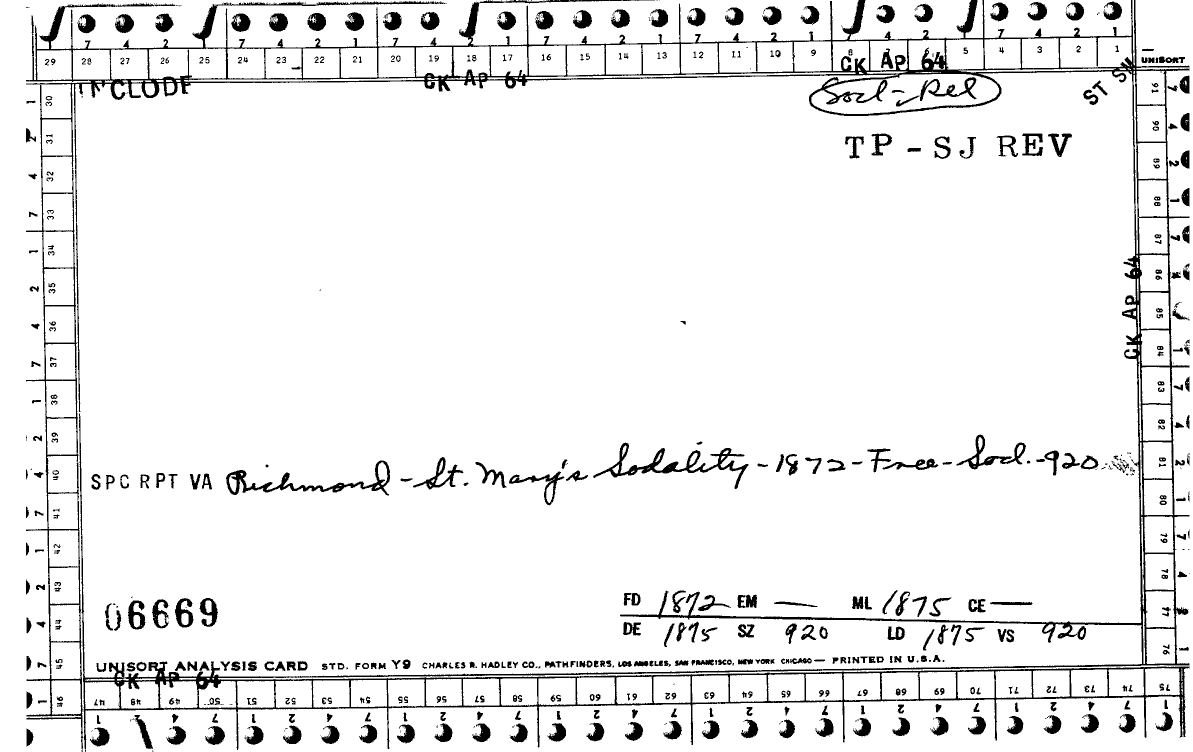 7 4 2 1 7 4 2 1 7 4 2 1 7 4 2 1 7 4 2 1 7 4 2 1
29 28 27 26 25 24 23 22 21 20 19 18 17 16 15 14 13 12 11 10 9 8 7 6 5 4 3 2 1
UNISORT
CK AP 64 CK AP 64
ST SW
Socl-Rel
TP-SJ REV
CK AP 64
SPC RPT VA Richmond-St. Mary's Sodality-1872-Free-Socl.-920
06669
FD 1872 EM — ML 1875 CE —
DE 1875 SZ 920 LD 1875 VS 920
UNISORT ANALYSIS CARD STD. FORM Y9 CHARLES R. HADLEY CO., PATHFINDERS, LOS ANGELES, SAN FRANCISCO, NEW YORK CHICAGO — PRINTED IN U.S.A.
CK AP 64
30 31 32 33 34 35 36 37 38 39 40 41 42 43 44 45 46
47 48 49 50 51 52 53 54 55 56 57 58 59 60 61 62 63 64 65 66 67 68 69 70 71 72 73 74 75
76 77 78 79 80 81 82 83 84 85 86 87 88 89 90 91